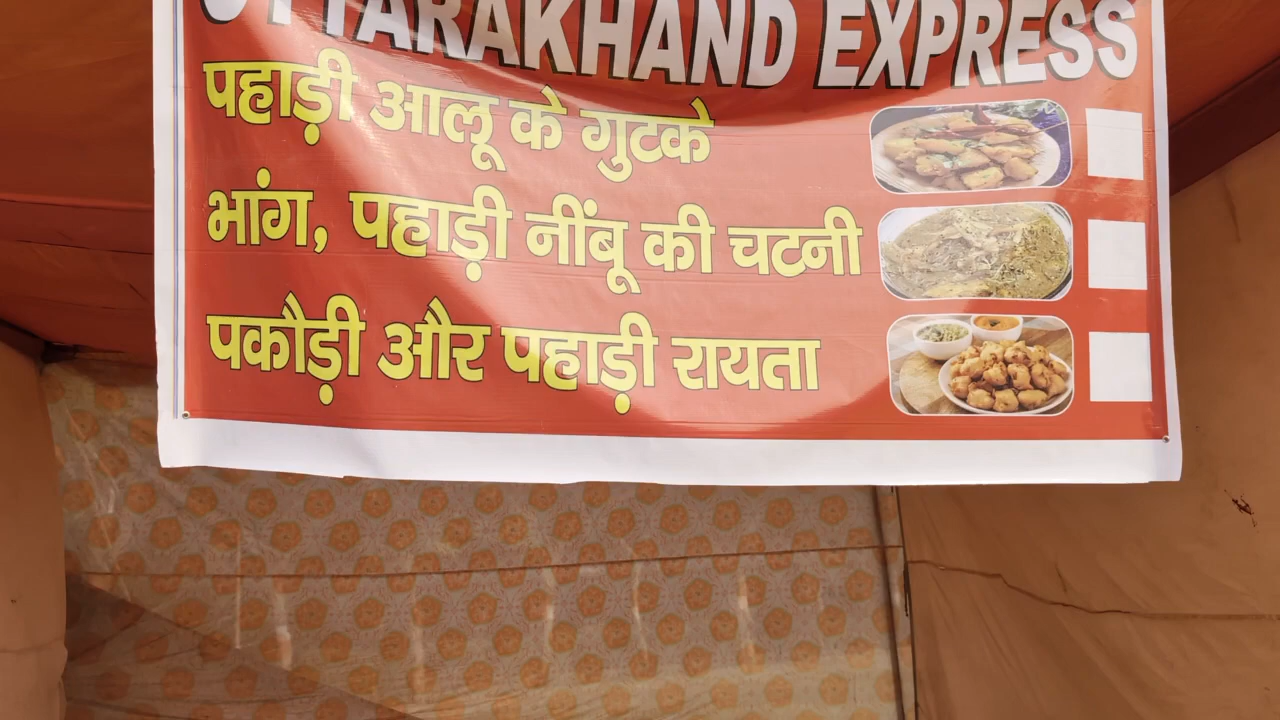 UTTARAKHAND EXPRESS
पहाड़ी आलू के गुटके
भांग, पहाड़ी नींबू की चटनी
पकौड़ी और पहाड़ी रायता